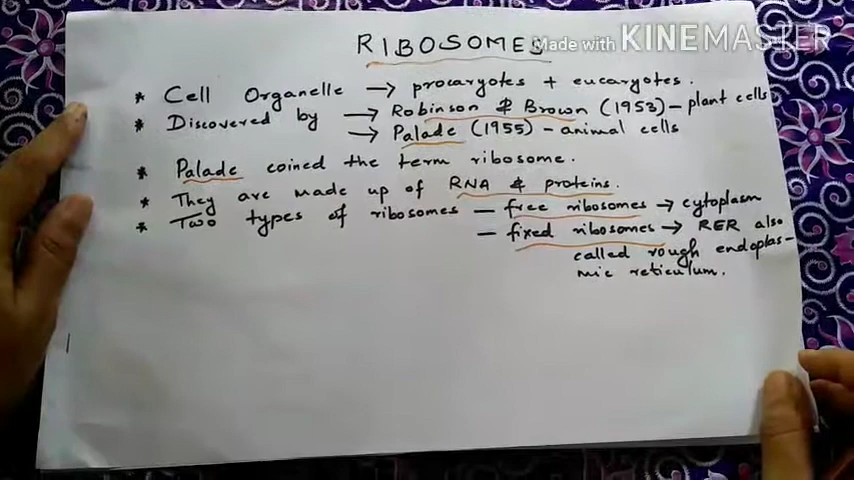 RIBOSOMES
Made with KINEMASTER
* Cell Organelle → procaryotes + eucaryotes.
* Discovered by → Robinson & Brown (1953) - plant cells
→ Palade (1955) - animal cells
* Palade coined the term ribosome.
* They are made up of RNA & proteins.
* Two types of ribosomes - free ribosomes → cytoplasm
- fixed ribosomes → RER also
called rough endoplas-
mic reticulum.